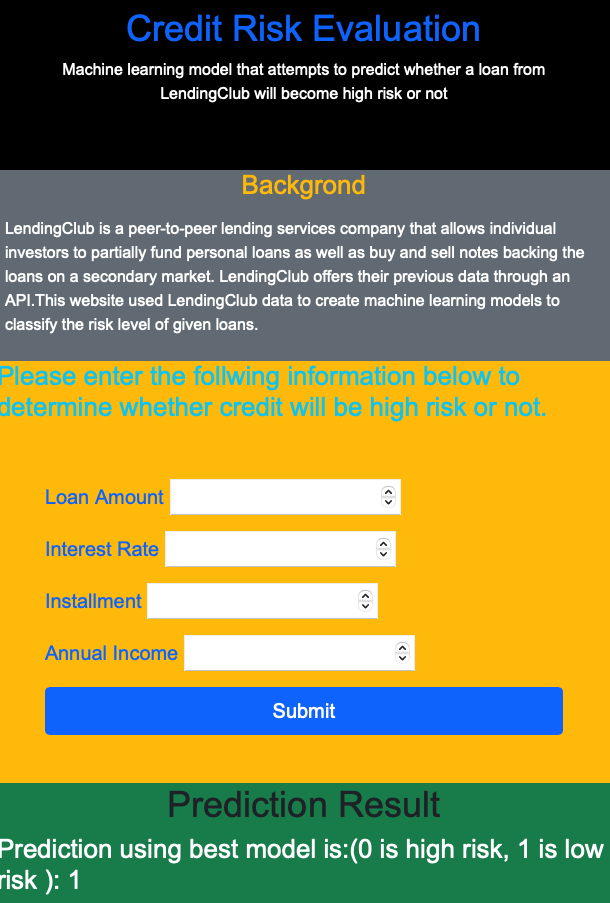 Credit Risk Evaluation
Machine learning model that attempts to predict whether a loan from
LendingClub will become high risk or not
Backgrond
LendingClub is a peer-to-peer lending services company that allows individual
investors to partially fund personal loans as well as buy and sell notes backing the
loans on a secondary market. LendingClub offers their previous data through an
API.This website used LendingClub data to create machine learning models to
classify the risk level of given loans.
Please enter the follwing information below to
determine whether credit will be high risk or not.
Loan Amount
Interest Rate
Installment
Annual Income
Submit
Prediction Result
Prediction using best model is:(0 is high risk, 1 is low
risk ): 1